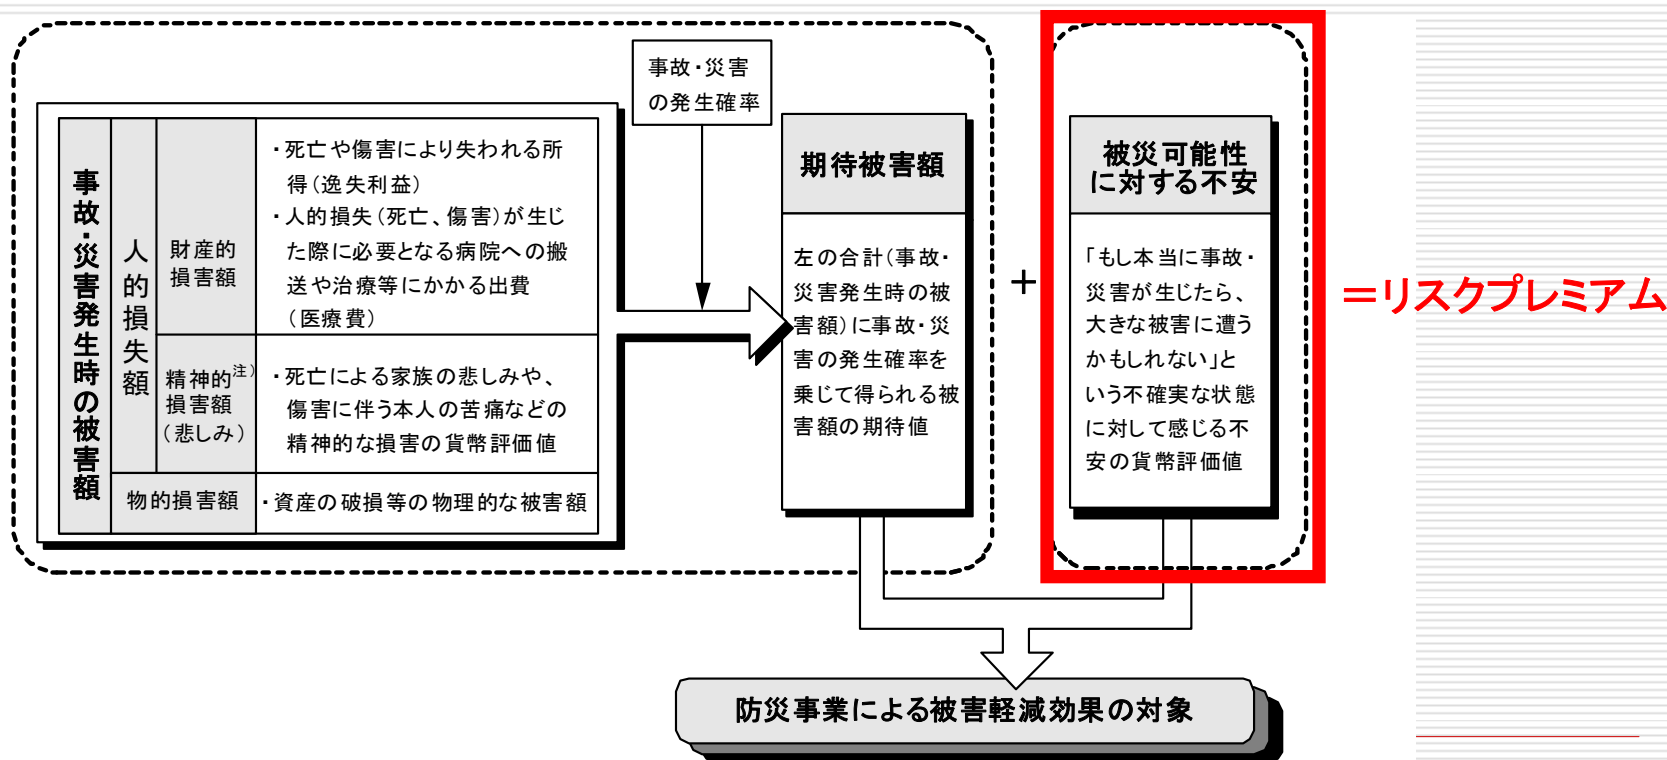 事故・災害
の発生確率
事故・災害発生時の被害額
人的損失額
財産的
損害額
・死亡や傷害により失われる所
得（逸失利益）
・人的損失（死亡、傷害）が生じ
た際に必要となる病院への搬
送や治療等にかかる出費
（医療費）
精神的注）
損害額
（悲しみ）
・死亡による家族の悲しみや、
傷害に伴う本人の苦痛などの
精神的な損害の貨幣評価値
物的損害額
・資産の破損等の物理的な被害額
期待被害額
左の合計（事故・
災害発生時の被
害額）に事故・災
害の発生確率を
乗じて得られる被
害額の期待値
＋
被災可能性
に対する不安
「もし本当に事故・
災害が生じたら、
大きな被害に遭う
かもしれない」と
いう不確実な状態
に対して感じる不
安の貨幣評価値
＝リスクプレミアム
防災事業による被害軽減効果の対象